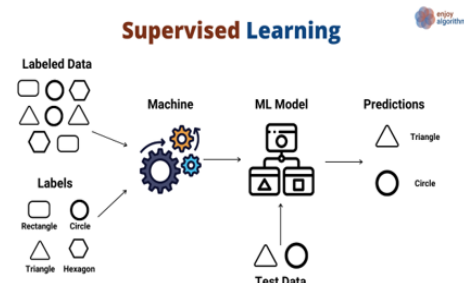 Supervised Learning
enjoy
algorithm
Labeled Data
Machine
ML Model
Predictions
Triangle
Circle
Labels
Rectangle Circle
Triangle Hexagon
Test Data